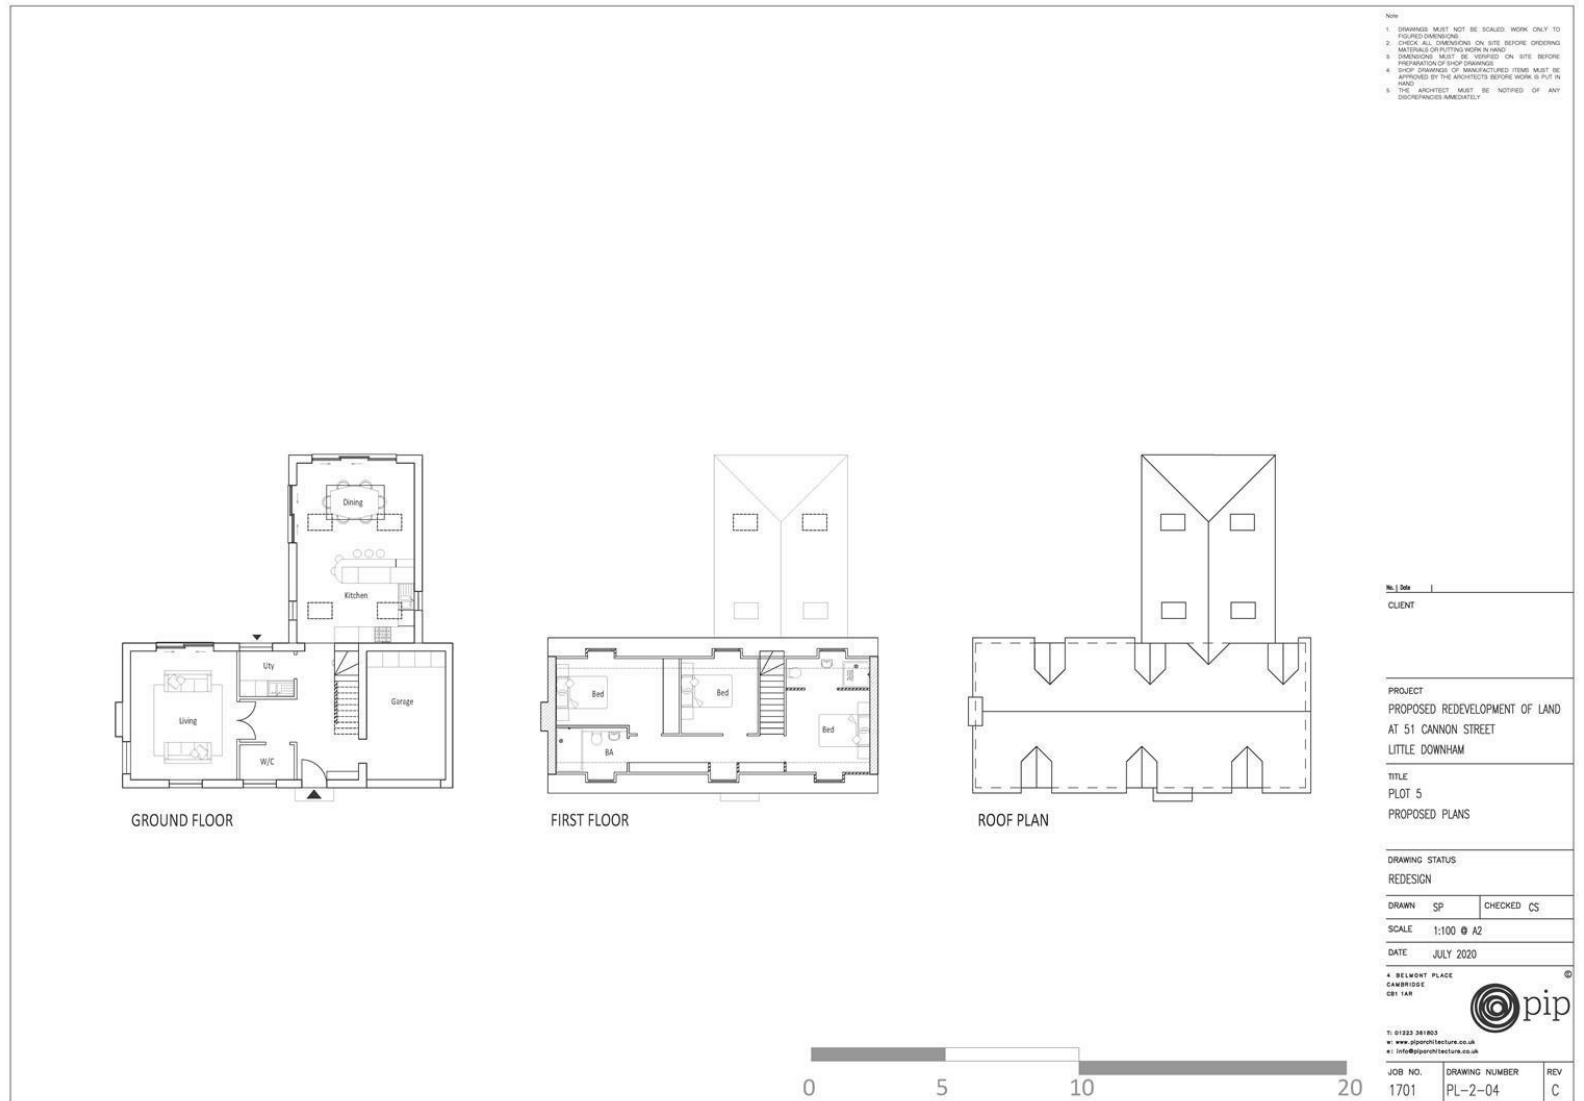 Note
1. DRAWINGS MUST NOT BE SCALED. WORK ONLY TO
FIGURED DIMENSIONS
2. CHECK ALL DIMENSIONS ON SITE BEFORE ORDERING
MATERIALS OR PUTTING WORK IN HAND
3. DIMENSIONS MUST BE VERIFIED ON SITE BEFORE
PREPARATION OF SHOP DRAWINGS
4. SHOP DRAWINGS OF MANUFACTURED ITEMS MUST BE
APPROVED BY THE ARCHITECTS BEFORE WORK IS PUT IN
HAND
5. THE ARCHITECT MUST BE NOTIFIED OF ANY
DISCREPANCIES IMMEDIATELY
Dining
Kitchen
Uty
Living
Garage
W/C
GROUND FLOOR
Bed
Bed
Bed
BA
FIRST FLOOR
ROOF PLAN
0 5 10 20
No. | Date |
CLIENT
PROJECT
PROPOSED REDEVELOPMENT OF LAND
AT 51 CANNON STREET
LITTLE DOWNHAM
TITLE
PLOT 5
PROPOSED PLANS
DRAWING STATUS
REDESIGN
DRAWN SP CHECKED CS
SCALE 1:100 @ A2
DATE JULY 2020
4 BELMONT PLACE ©
CAMBRIDGE
CB1 1AR
pip
T: 01223 361803
w: www.piparchitecture.co.uk
e: info@piparchitecture.co.uk
JOB NO. DRAWING NUMBER REV
1701 PL-2-04 C